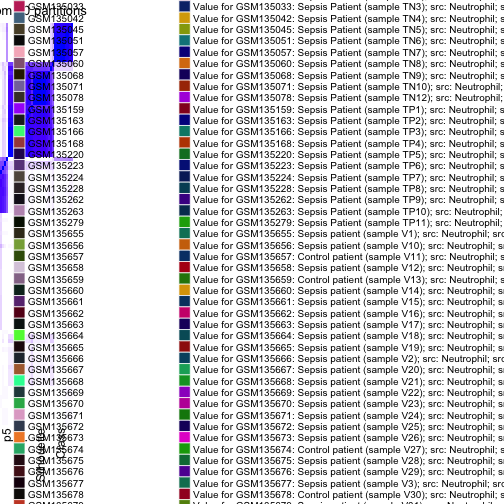 om partitions
GSM135033 Value for GSM135033: Sepsis patient (sample TN3); src: Neutrophil; s
GSM135042 Value for GSM135042: Sepsis patient (sample TN4); src: Neutrophil; s
GSM135045 Value for GSM135045: Sepsis patient (sample TN5); src: Neutrophil; s
GSM135051 Value for GSM135051: Sepsis patient (sample TN6); src: Neutrophil; s
GSM135057 Value for GSM135057: Sepsis patient (sample TN7); src: Neutrophil; s
GSM135060 Value for GSM135060: Sepsis patient (sample TN8); src: Neutrophil; s
GSM135068 Value for GSM135068: Sepsis patient (sample TN9); src: Neutrophil; s
GSM135071 Value for GSM135071: Sepsis patient (sample TN10); src: Neutrophil;
GSM135078 Value for GSM135078: Sepsis patient (sample TN12); src: Neutrophil;
GSM135159 Value for GSM135159: Sepsis patient (sample TP1); src: Neutrophil; s
GSM135163 Value for GSM135163: Sepsis patient (sample TP2); src: Neutrophil; s
GSM135166 Value for GSM135166: Sepsis patient (sample TP3); src: Neutrophil; s
GSM135168 Value for GSM135168: Sepsis patient (sample TP4); src: Neutrophil; s
GSM135220 Value for GSM135220: Sepsis patient (sample TP5); src: Neutrophil; s
GSM135223 Value for GSM135223: Sepsis patient (sample TP6); src: Neutrophil; s
GSM135224 Value for GSM135224: Sepsis patient (sample TP7); src: Neutrophil; s
GSM135228 Value for GSM135228: Sepsis patient (sample TP8); src: Neutrophil; s
GSM135262 Value for GSM135262: Sepsis patient (sample TP9); src: Neutrophil; s
GSM135263 Value for GSM135263: Sepsis patient (sample TP10); src: Neutrophil;
GSM135279 Value for GSM135279: Sepsis patient (sample TP11); src: Neutrophil;
GSM135655 Value for GSM135655: Sepsis patient (sample V1); src: Neutrophil; src
GSM135656 Value for GSM135656: Sepsis patient (sample V10); src: Neutrophil; s
GSM135657 Value for GSM135657: Control patient (sample V11); src: Neutrophil; s
GSM135658 Value for GSM135658: Sepsis patient (sample V12); src: Neutrophil; s
GSM135659 Value for GSM135659: Control patient (sample V13); src: Neutrophil; s
GSM135660 Value for GSM135660: Sepsis patient (sample V14); src: Neutrophil; s
GSM135661 Value for GSM135661: Sepsis patient (sample V15); src: Neutrophil; s
GSM135662 Value for GSM135662: Sepsis patient (sample V16); src: Neutrophil; s
GSM135663 Value for GSM135663: Sepsis patient (sample V17); src: Neutrophil; s
GSM135664 Value for GSM135664: Sepsis patient (sample V18); src: Neutrophil; s
GSM135665 Value for GSM135665: Sepsis patient (sample V19); src: Neutrophil; s
GSM135666 Value for GSM135666: Sepsis patient (sample V2); src: Neutrophil; src
GSM135667 Value for GSM135667: Sepsis patient (sample V20); src: Neutrophil; s
GSM135668 Value for GSM135668: Sepsis patient (sample V21); src: Neutrophil; s
GSM135669 Value for GSM135669: Sepsis patient (sample V22); src: Neutrophil; s
GSM135670 Value for GSM135670: Sepsis patient (sample V23); src: Neutrophil; s
GSM135671 Value for GSM135671: Sepsis patient (sample V24); src: Neutrophil; s
GSM135672 Value for GSM135672: Sepsis patient (sample V25); src: Neutrophil; s
GSM135673 Value for GSM135673: Sepsis patient (sample V26); src: Neutrophil; s
GSM135674 Value for GSM135674: Control patient (sample V27); src: Neutrophil; s
GSM135675 Value for GSM135675: Sepsis patient (sample V28); src: Neutrophil; s
GSM135676 Value for GSM135676: Sepsis patient (sample V29); src: Neutrophil; s
GSM135677 Value for GSM135677: Sepsis patient (sample V3); src: Neutrophil; src
GSM135678 Value for GSM135678: Control patient (sample V30); src: Neutrophil; s
p5